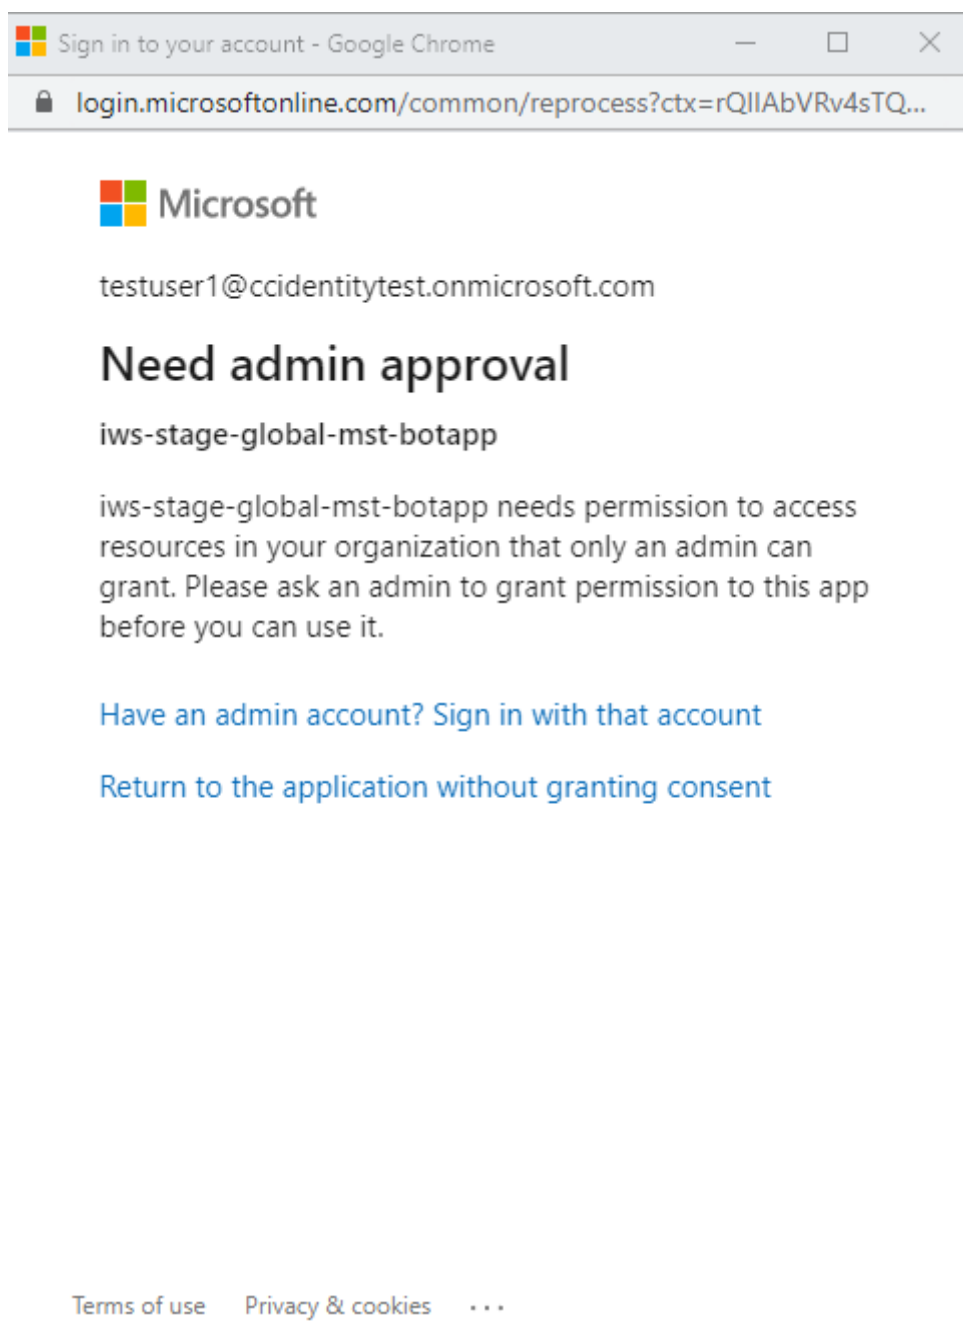 Sign in to your account - Google Chrome
login.microsoftonline.com/common/reprocess?ctx=rQIIAbVRv4sTQ...
Microsoft
testuser1@ccidentitytest.onmicrosoft.com
Need admin approval
iws-stage-global-mst-botapp
iws-stage-global-mst-botapp needs permission to access
resources in your organization that only an admin can
grant. Please ask an admin to grant permission to this app
before you can use it.
Have an admin account? Sign in with that account
Return to the application without granting consent
Terms of use Privacy & cookies ...